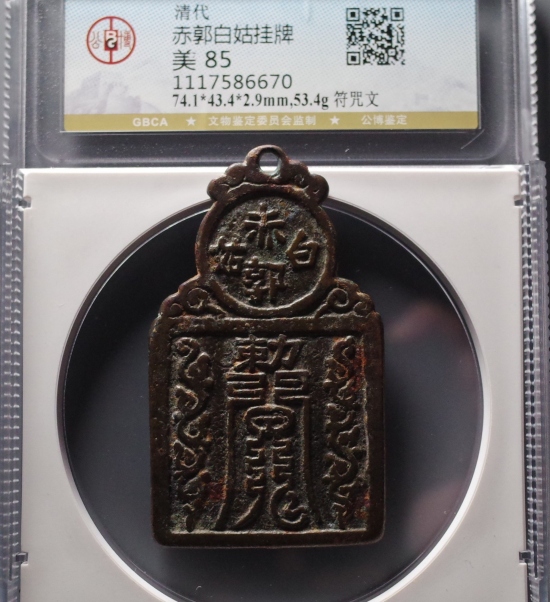 清代
赤郭白姑挂牌
美 85
1117586670
74.1*43.4*2.9mm,53.4g 符咒文
GBCA ★ 文物鉴定委员会监制 ★ 公博鉴定
赤
姑 白
郭
勅